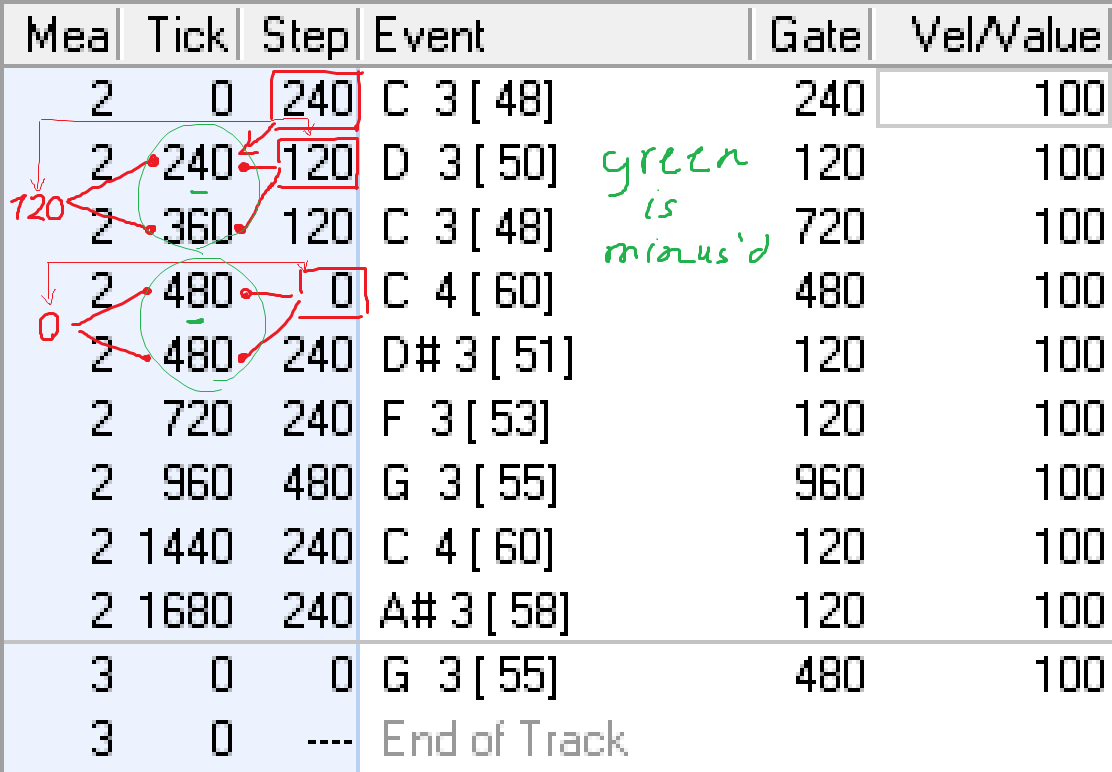 Mea Tick Step Event Gate Vel/Value
2 0 240 C 3 [ 48] 240 100
2 240 120 D 3 [ 50] green 120 100
120
2 360 120 C 3 [ 48] is 720 100
minus'd
2 480 0 C 4 [ 60] 480 100
0
2 480 240 D# 3 [ 51] 120 100
2 720 240 F 3 [ 53] 120 100
2 960 480 G 3 [ 55] 960 100
2 1440 240 C 4 [ 60] 120 100
2 1680 240 A# 3 [ 58] 120 100
3 0 0 G 3 [ 55] 480 100
3 0 ---- End of Track